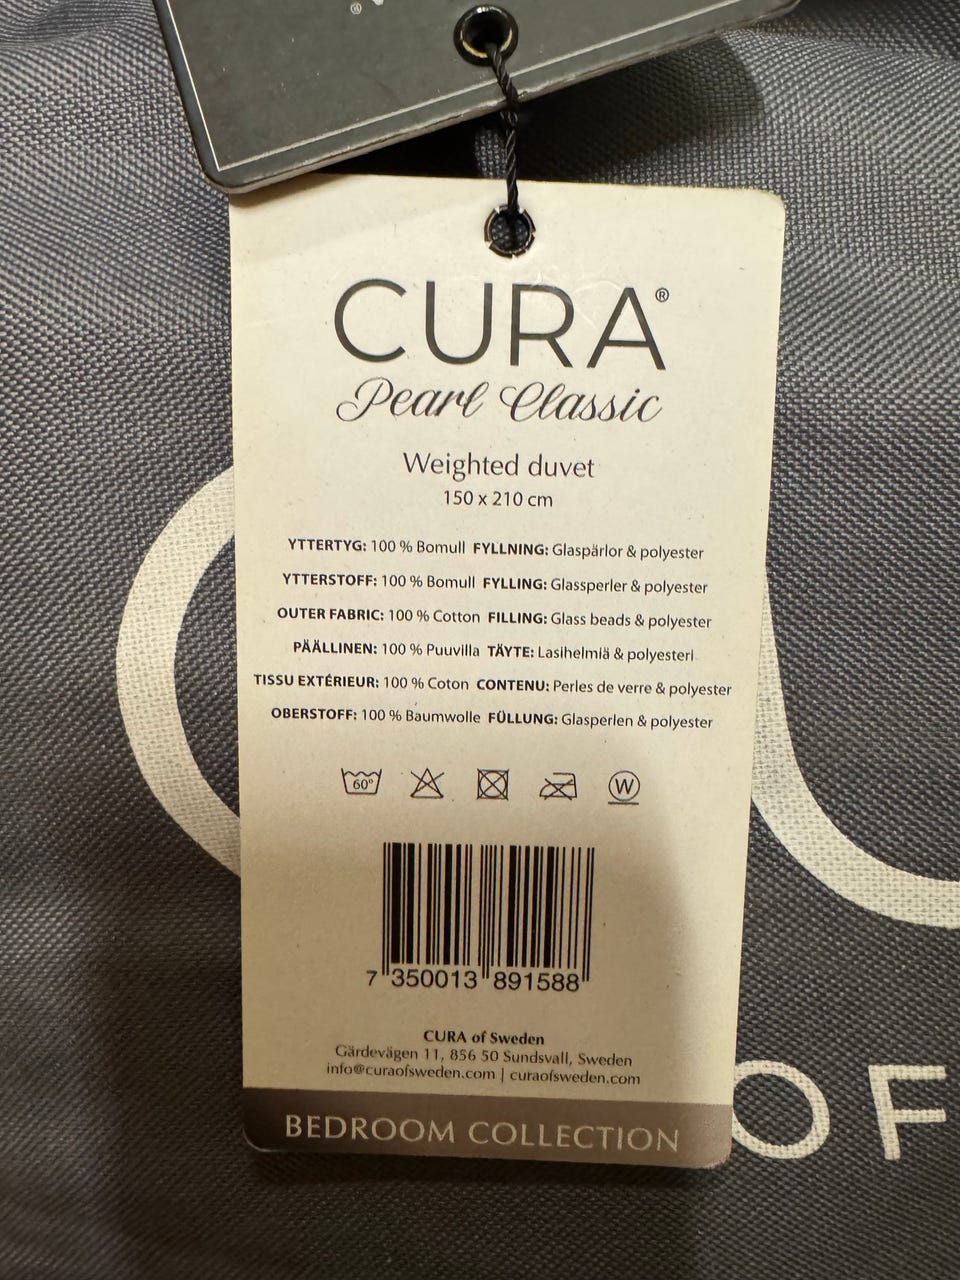 ®
CURA®
Pearl Classic
Weighted duvet
150 x 210 cm
YTTERTYG: 100 % Bomull FYLLNING: Glaspärlor & polyester
YTTERSTOFF: 100 % Bomull FYLLING: Glassperler & polyester
OUTER FABRIC: 100 % Cotton FILLING: Glass beads & polyester
PÄÄLLINEN: 100 % Puuvilla TÄYTE: Lasihelmiä & polyesteri
TISSU EXTÉRIEUR: 100 % Coton CONTENU: Perles de verre & polyester
OBERSTOFF: 100 % Baumwolle FÜLLUNG: Glasperlen & polyester
60° W
7 350013 891588
CURA of Sweden
Gärdevägen 11, 856 50 Sundsvall, Sweden
info@curaofsweden.com | curaofsweden.com
BEDROOM COLLECTION
OF